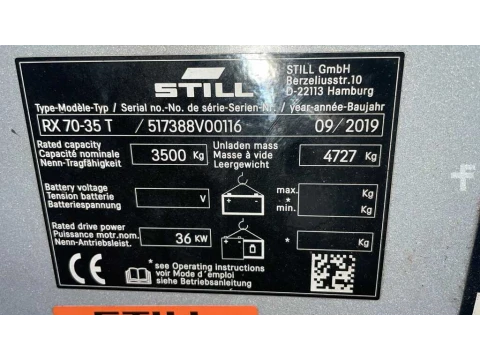 STILL
STILL GmbH
Berzeliusstr.10
D-22113 Hamburg
Type-Modèle-Typ / Serial no.-No. de série-Serien-Nr. / year-année-Baujahr
RX 70-35 T / 517388V00116 09/2019
Rated capacity
Capacité nominale
Nenn-Tragfähigkeit
3500 Kg
Unladen mass
Masse à vide
Leergewicht
4727 Kg
Battery voltage
Tension batterie
Batteriespannung
V
max. Kg
*
min. Kg
Rated drive power
Puissance motr.nom.
Nenn-Antriebsleist.
36 KW
* Kg
CE
*see Operating instructions
voir Mode d'emploi
siehe Betriebsanleitung
STILL